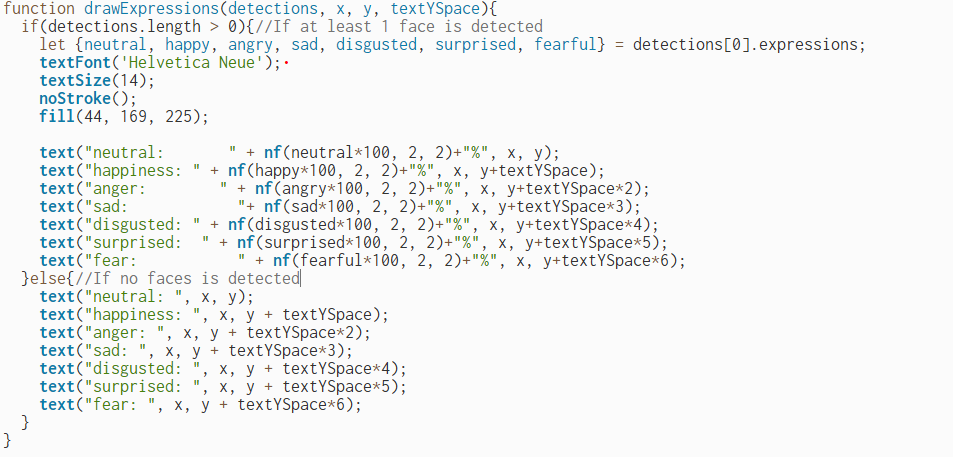 function drawExpressions(detections, x, y, textYSpace){
  if(detections.length > 0){//If at least 1 face is detected
    let {neutral, happy, angry, sad, disgusted, surprised, fearful} = detections[0].expressions;
    textFont('Helvetica Neue');·
    textSize(14);
    noStroke();
    fill(44, 169, 225);

    text("neutral:       " + nf(neutral*100, 2, 2)+"%", x, y);
    text("happiness: " + nf(happy*100, 2, 2)+"%", x, y+textYSpace);
    text("anger:        " + nf(angry*100, 2, 2)+"%", x, y+textYSpace*2);
    text("sad:            "+ nf(sad*100, 2, 2)+"%", x, y+textYSpace*3);
    text("disgusted: " + nf(disgusted*100, 2, 2)+"%", x, y+textYSpace*4);
    text("surprised:  " + nf(surprised*100, 2, 2)+"%", x, y+textYSpace*5);
    text("fear:           " + nf(fearful*100, 2, 2)+"%", x, y+textYSpace*6);
  }else{//If no faces is detected
    text("neutral: ", x, y);
    text("happiness: ", x, y + textYSpace);
    text("anger: ", x, y + textYSpace*2);
    text("sad: ", x, y + textYSpace*3);
    text("disgusted: ", x, y + textYSpace*4);
    text("surprised: ", x, y + textYSpace*5);
    text("fear: ", x, y + textYSpace*6);
  }
}